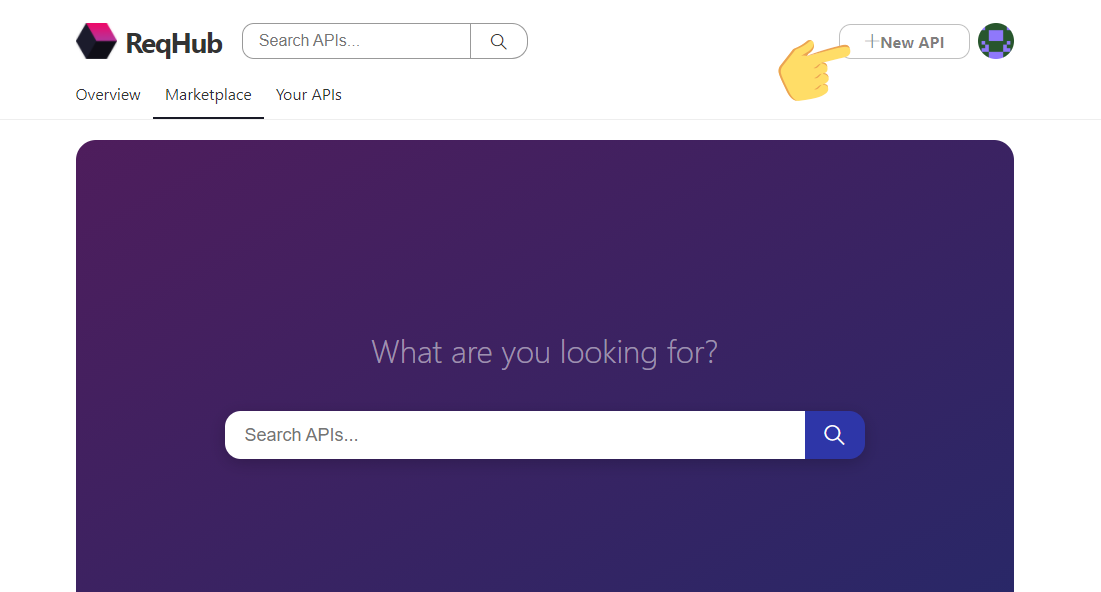 ReqHub
Search APIs...
+New API
Overview
Marketplace
Your APIs
What are you looking for?
Search APIs...